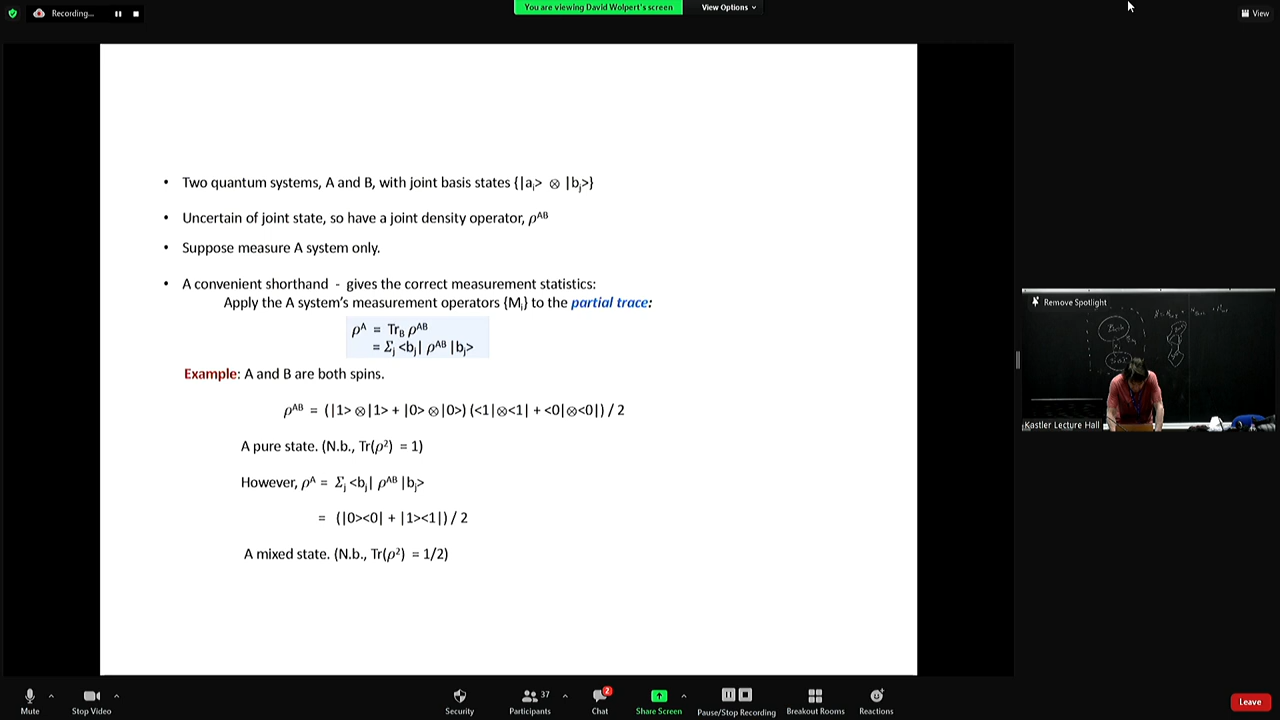 Recording...
You are viewing David Wolpert's screen
View Options
View
• Two quantum systems, A and B, with joint basis states {|aᵢ> ⊗ |bⱼ>}
• Uncertain of joint state, so have a joint density operator, ρᴬᴮ
• Suppose measure A system only.
• A convenient shorthand - gives the correct measurement statistics:
Apply the A system's measurement operators {Mᵢ} to the partial trace:
ρᴬ = Tr_B ρᴬᴮ
= Σⱼ <bⱼ| ρᴬᴮ |bⱼ>
Example: A and B are both spins.
ρᴬᴮ = (|1> ⊗|1> + |0> ⊗|0>) (<1|⊗<1| + <0|⊗<0|) / 2
A pure state. (N.b., Tr(ρ²) = 1)
However, ρᴬ = Σⱼ <bⱼ| ρᴬᴮ |bⱼ>
= (|0><0| + |1><1|) / 2
A mixed state. (N.b., Tr(ρ²) = 1/2)
Remove Spotlight
Kastler Lecture Hall
Mute
Stop Video
Security
Participants 37
Chat 2
Share Screen
Pause/Stop Recording
Breakout Rooms
Reactions
Leave